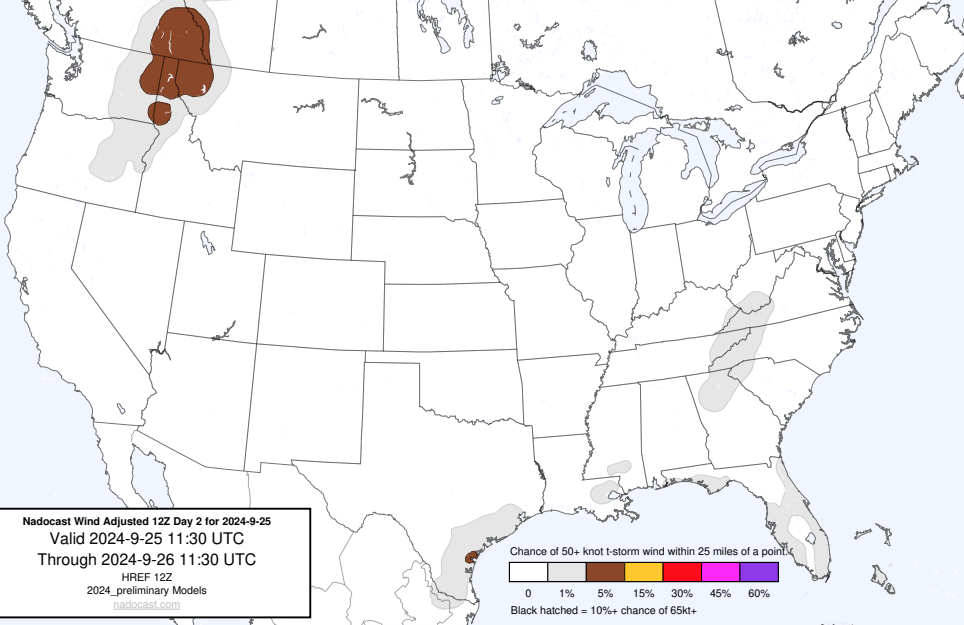 Nadocast Wind Adjusted 12Z Day 2 for 2024-9-25
Valid 2024-9-25 11:30 UTC
Through 2024-9-26 11:30 UTC
HREF 12Z
2024_preliminary Models
nadocast.com
Chance of 50+ knot t-storm wind within 25 miles of a point.
0 1% 5% 15% 30% 45% 60%
Black hatched = 10%+ chance of 65kt+